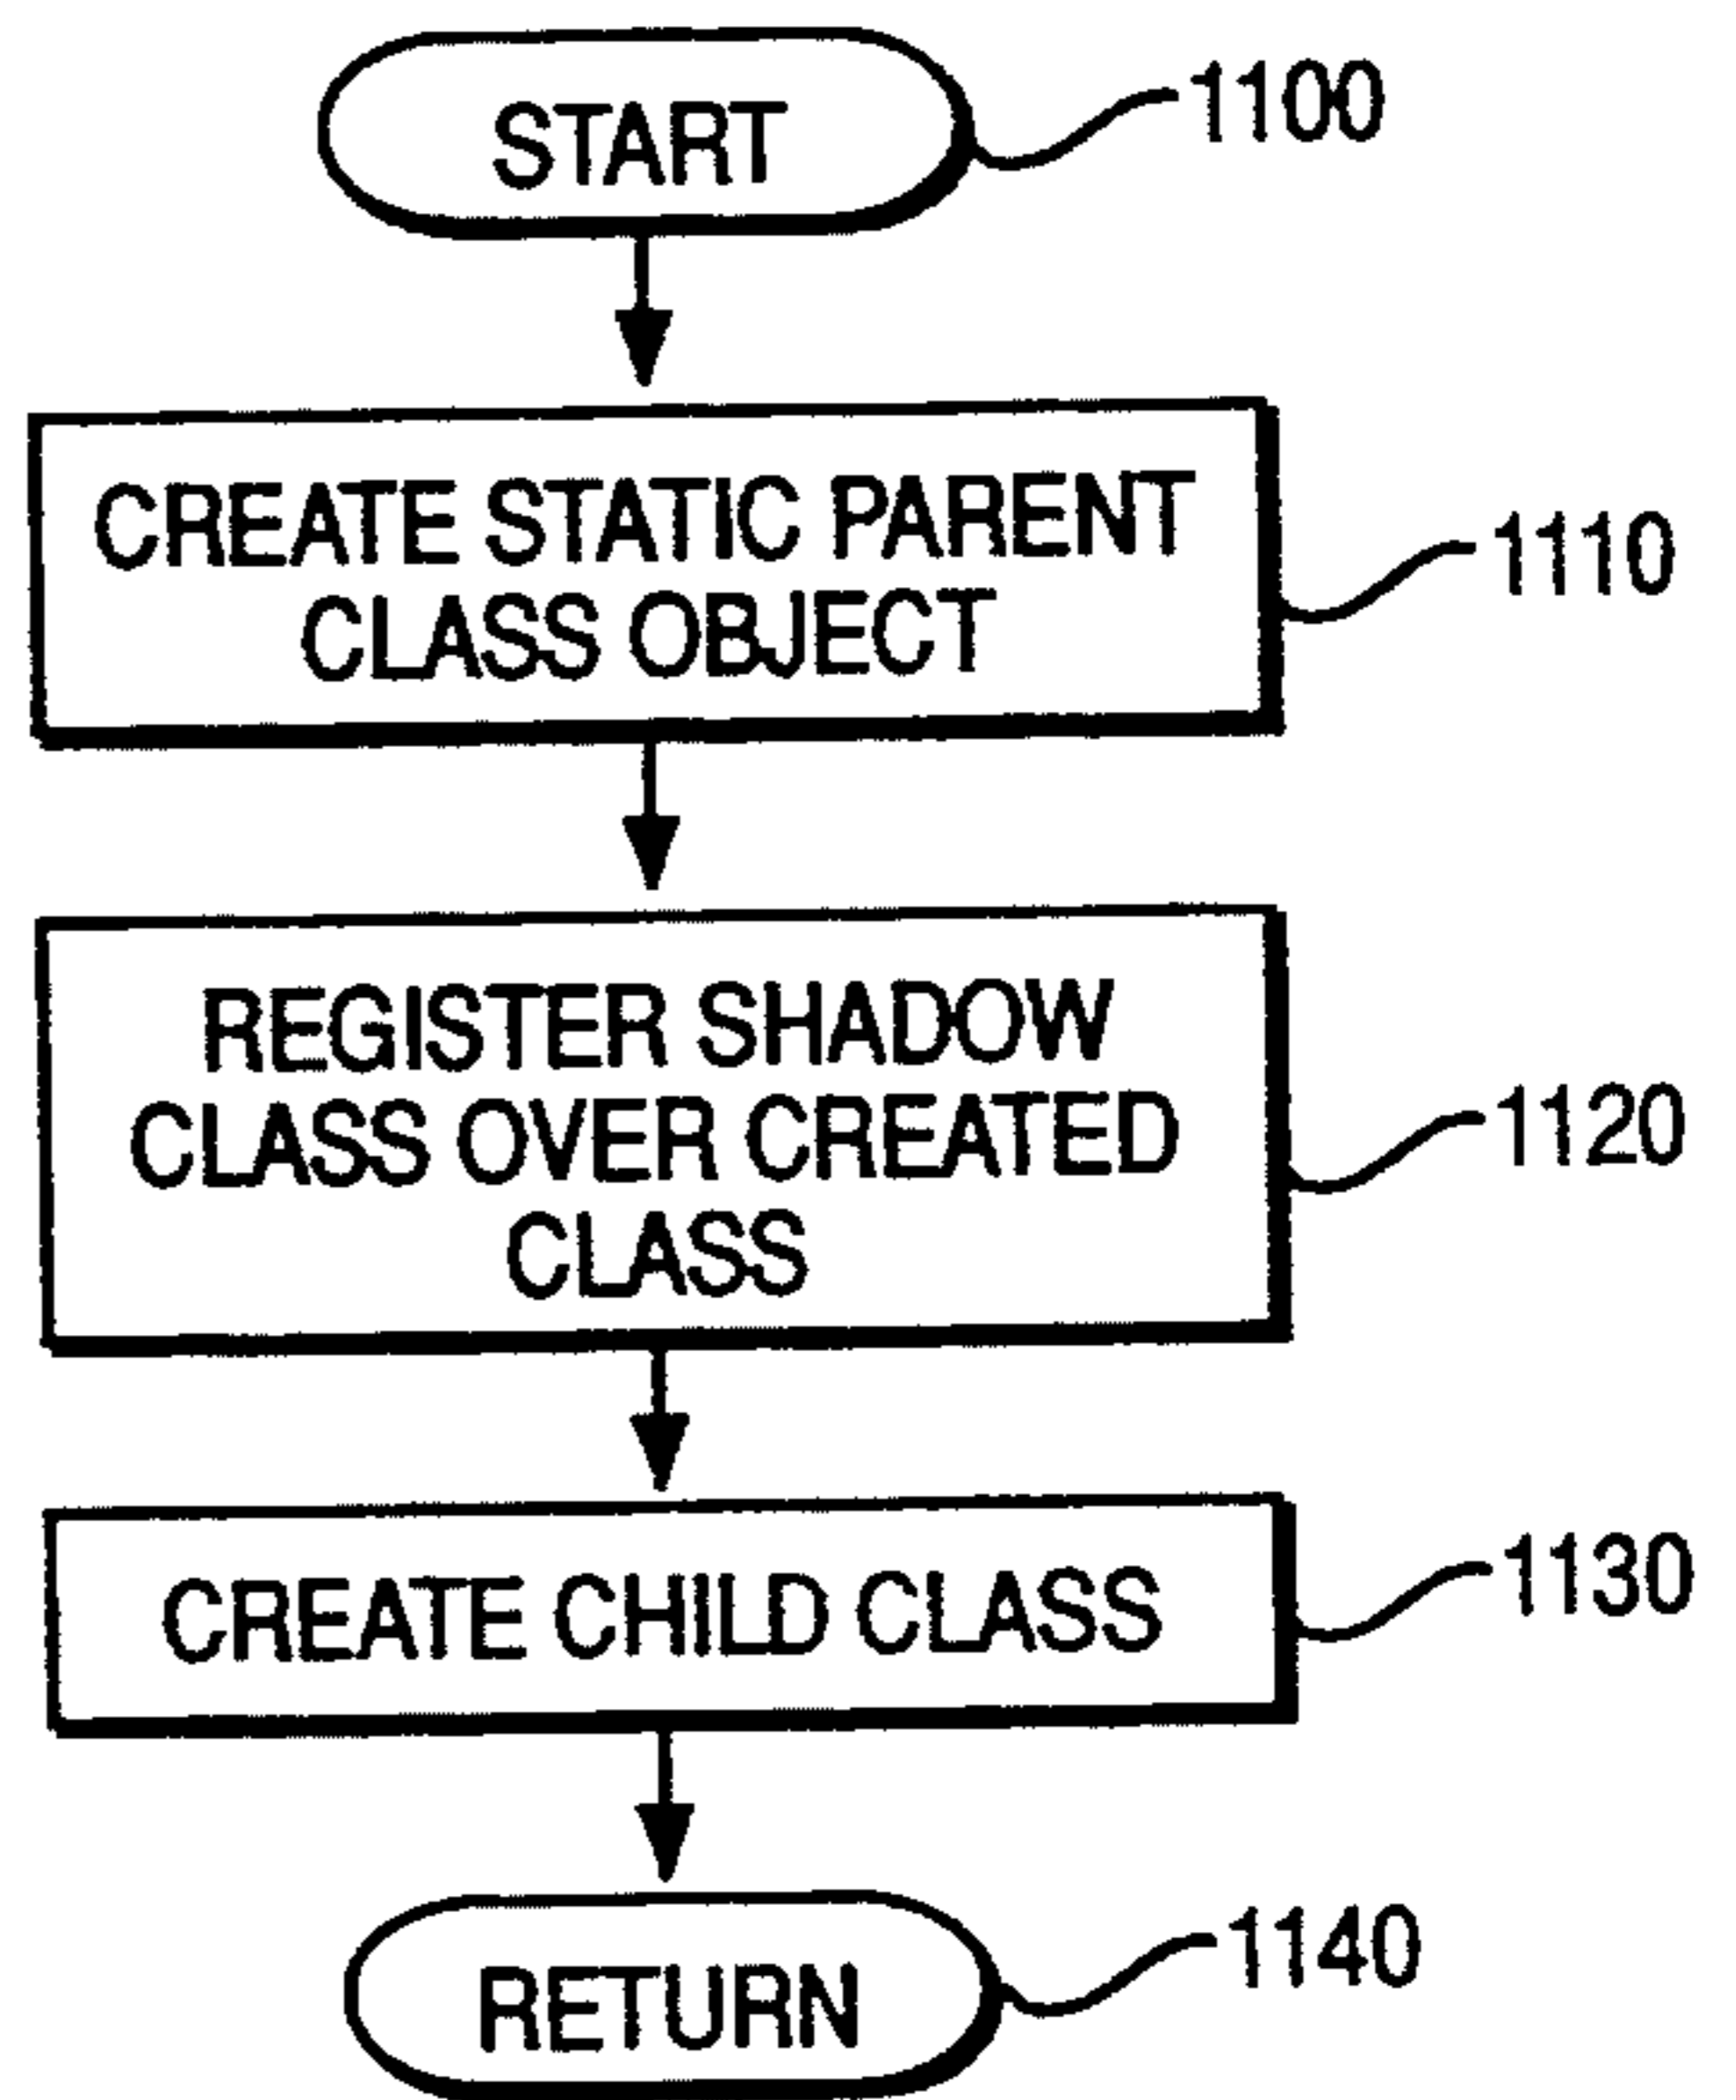 START
1100
CREATE STATIC PARENT
CLASS OBJECT
1110
REGISTER SHADOW
CLASS OVER CREATED
CLASS
1120
CREATE CHILD CLASS
1130
RETURN
1140